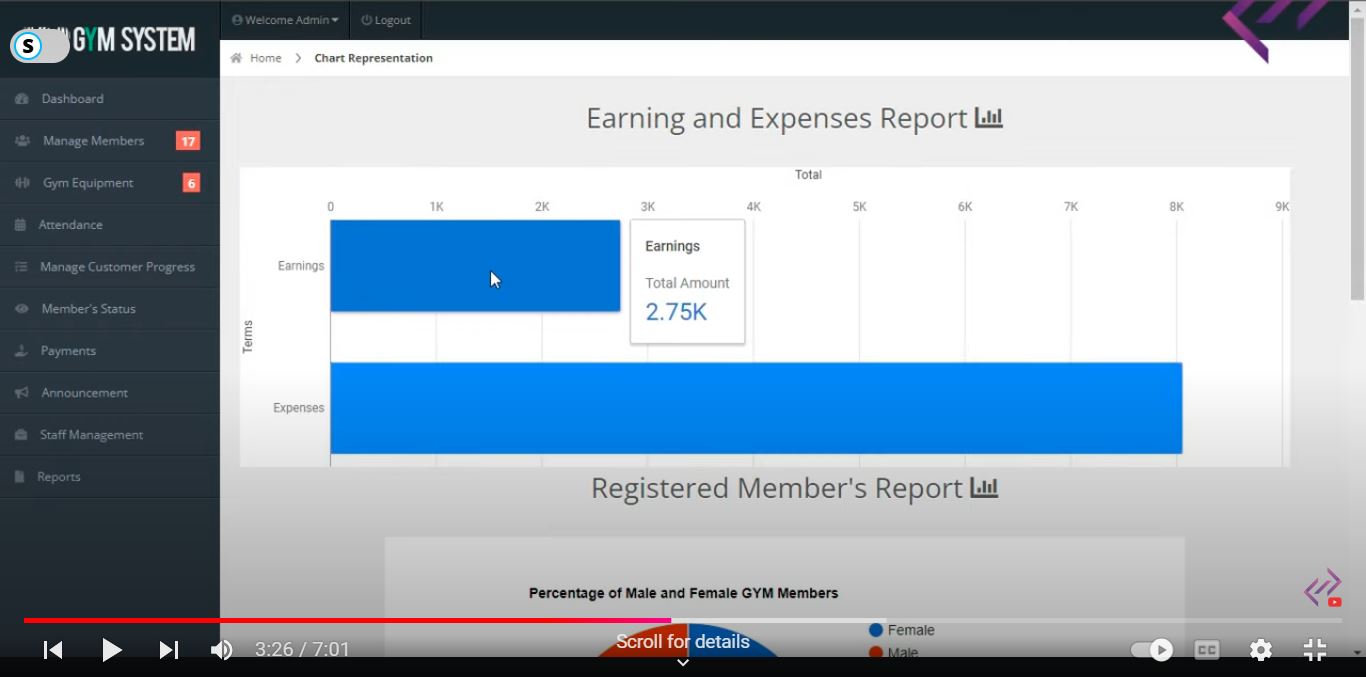 GYM SYSTEM
S
Welcome Admin
Logout
Home
Chart Representation
Dashboard
Manage Members 17
Gym Equipment 6
Attendance
Manage Customer Progress
Member's Status
Payments
Announcement
Staff Management
Reports
Earning and Expenses Report
Total
0 1K 2K 3K 4K 5K 6K 7K 8K 9K
Terms
Earnings
Earnings
Total Amount
2.75K
Expenses
Registered Member's Report
Percentage of Male and Female GYM Members
Female
Male
Scroll for details
3:26 / 7:01
CC